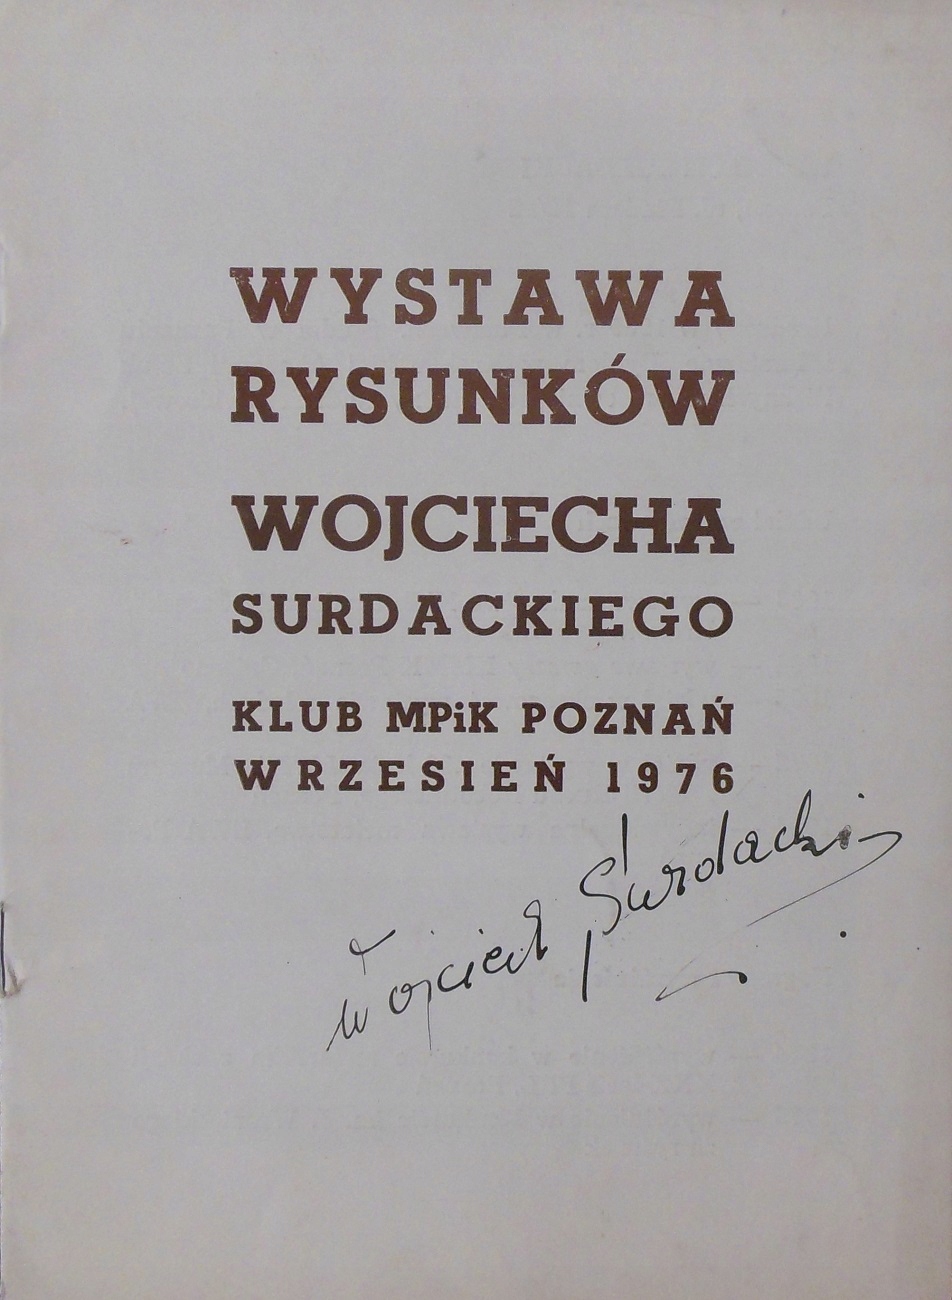 WYSTAWA
RYSUNKÓW
WOJCIECHA
SURDACKIEGO
KLUB MPiK POZNAŃ
WRZESIEŃ 1976
Wojciech Surdacki